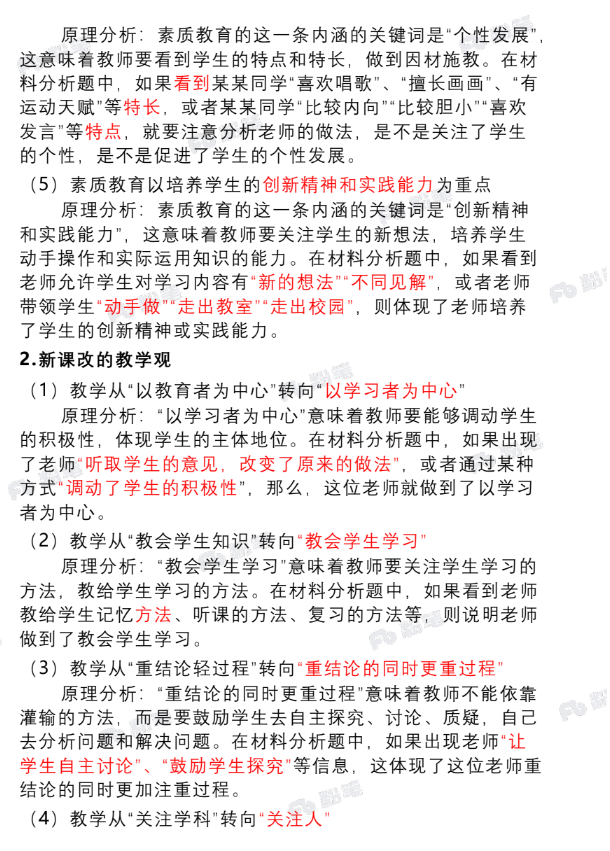 原理分析：素质教育的这一条内涵的关键词是“个性发展”，
这意味着教师要看到学生的特点和特长，做到因材施教。在材
料分析题中，如果看到某某同学“喜欢唱歌”、“擅长画画”、“有
运动天赋”等特长，或者某某同学“比较内向”“比较胆小”“喜欢
发言”等特点，就要注意分析老师的做法，是不是关注了学生
的个性，是不是促进了学生的个性发展。
（5）素质教育以培养学生的创新精神和实践能力为重点
原理分析：素质教育的这一条内涵的关键词是“创新精神
和实践能力”，这意味着教师要关注学生的新想法，培养学生
动手操作和实际运用知识的能力。在材料分析题中，如果看到
老师允许学生对学习内容有“新的想法”“不同见解”，或者老师
带领学生“动手做”“走出教室”“走出校园”，则体现了老师培养
了学生的创新精神或实践能力。
2.新课改的教学观
（1）教学从“以教育者为中心”转向“以学习者为中心”
原理分析：“以学习者为中心”意味着教师要能够调动学生
的积极性，体现学生的主体地位。在材料分析题中，如果出现
了老师“听取学生的意见，改变了原来的做法”，或者通过某种
方式“调动了学生的积极性”，那么，这位老师就做到了以学习
者为中心。
（2）教学从“教会学生知识”转向“教会学生学习”
原理分析：“教会学生学习”意味着教师要关注学生学习的
方法，教给学生学习的方法。在材料分析题中，如果看到老师
教给学生记忆方法、听课的方法、复习的方法等，则说明老师
做到了教会学生学习。
（3）教学从“重结论轻过程”转向“重结论的同时更重过程”
原理分析：“重结论的同时更重过程”意味着教师不能依靠
灌输的方法，而是要鼓励学生去自主探究、讨论、质疑，自己
去分析问题和解决问题。在材料分析题中，如果出现老师“让
学生自主讨论”、“鼓励学生探究”等信息，这体现了这位老师重
结论的同时更加注重过程。
（4）教学从“关注学科”转向“关注人”